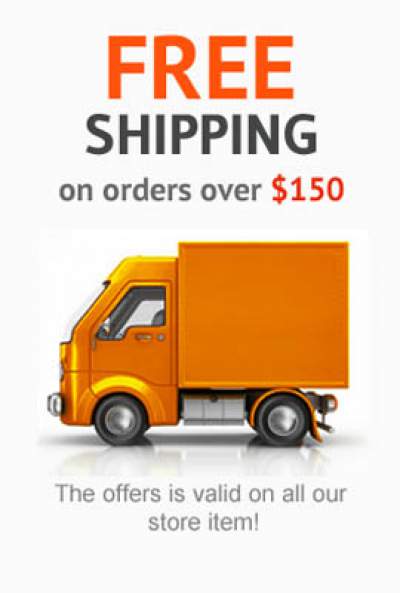 FREE
SHIPPING
on orders over $150
The offers is valid on all our
store item!